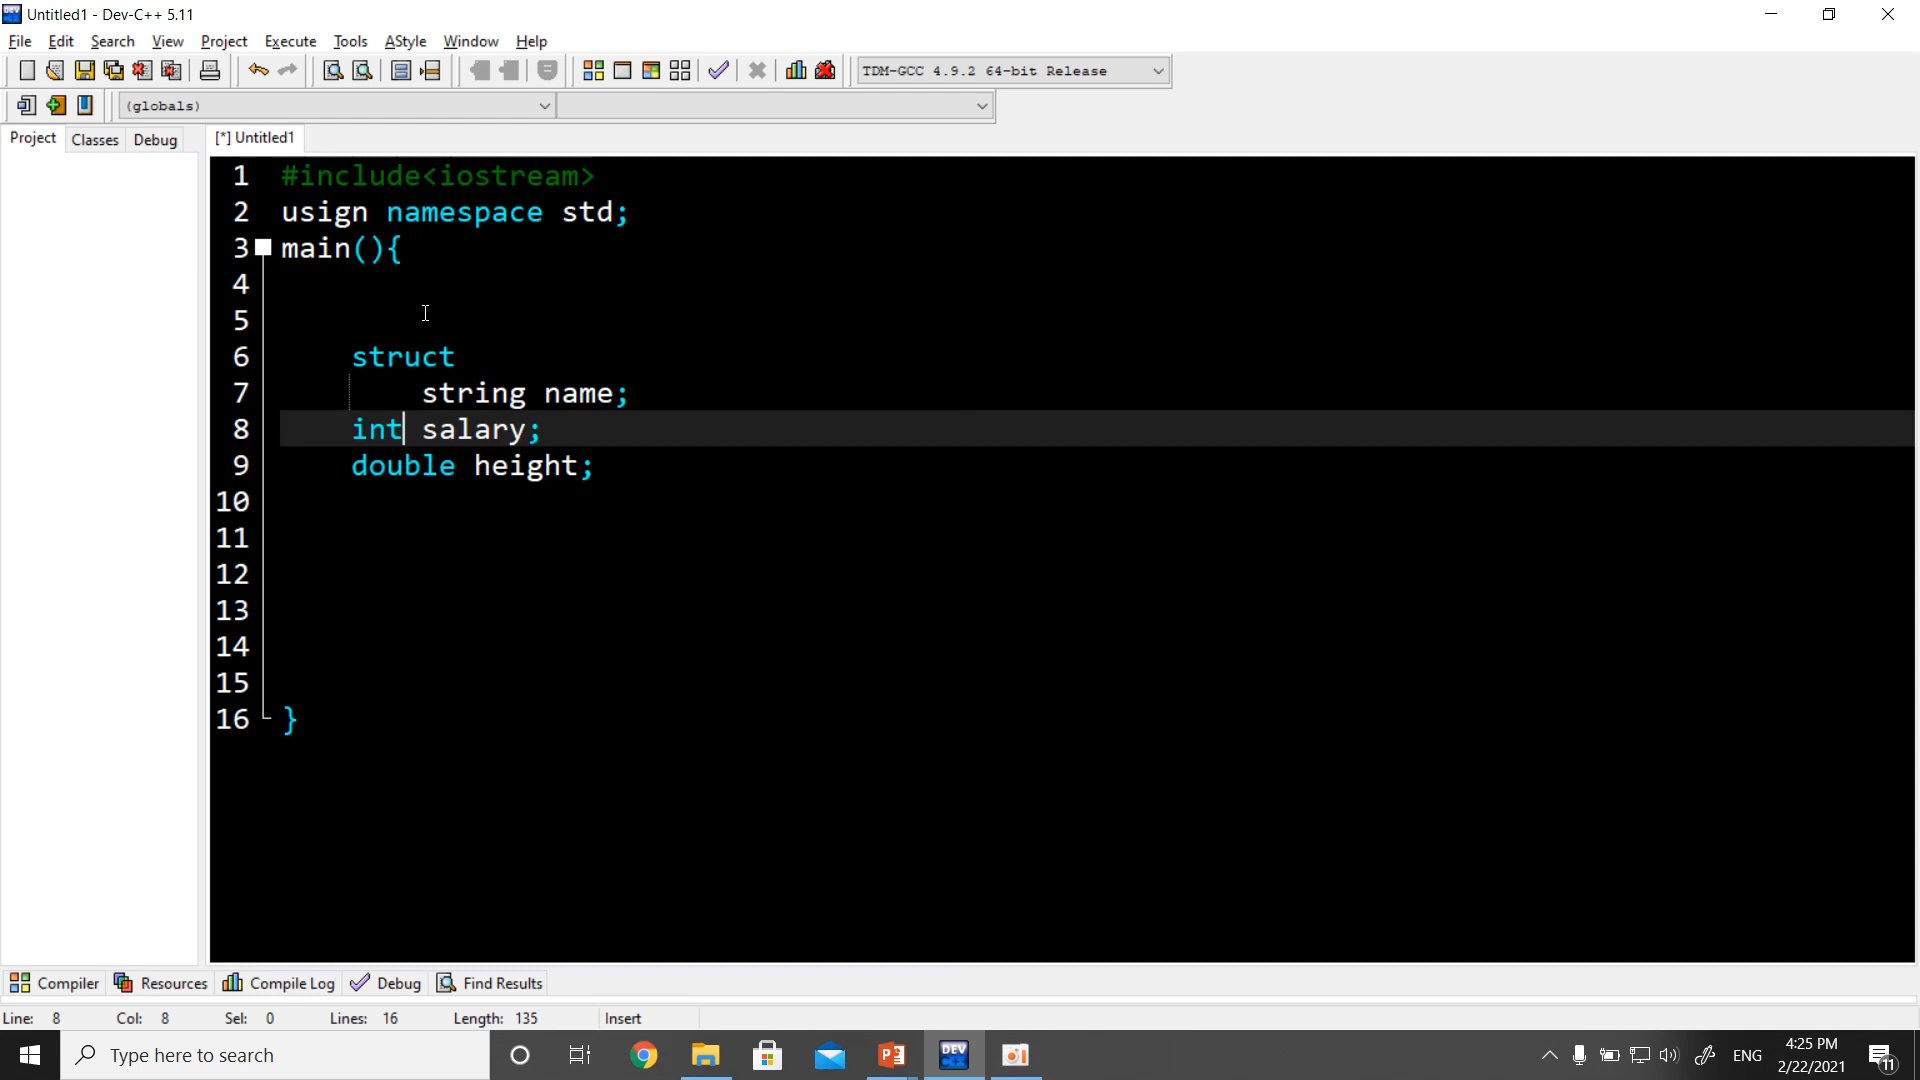 Untitled1 - Dev-C++ 5.11
File Edit Search View Project Execute Tools AStyle Window Help
TDM-GCC 4.9.2 64-bit Release
(globals)
Project Classes Debug [*] Untitled1
1 #include<iostream>
2 usign namespace std;
3 main(){
4
5
6 struct
7 string name;
8 int salary;
9 double height;
10
11
12
13
14
15
16 }
Compiler Resources Compile Log Debug Find Results
Line: 8 Col: 8 Sel: 0 Lines: 16 Length: 135 Insert
Type here to search
DEV
ENG
4:25 PM
2/22/2021
11